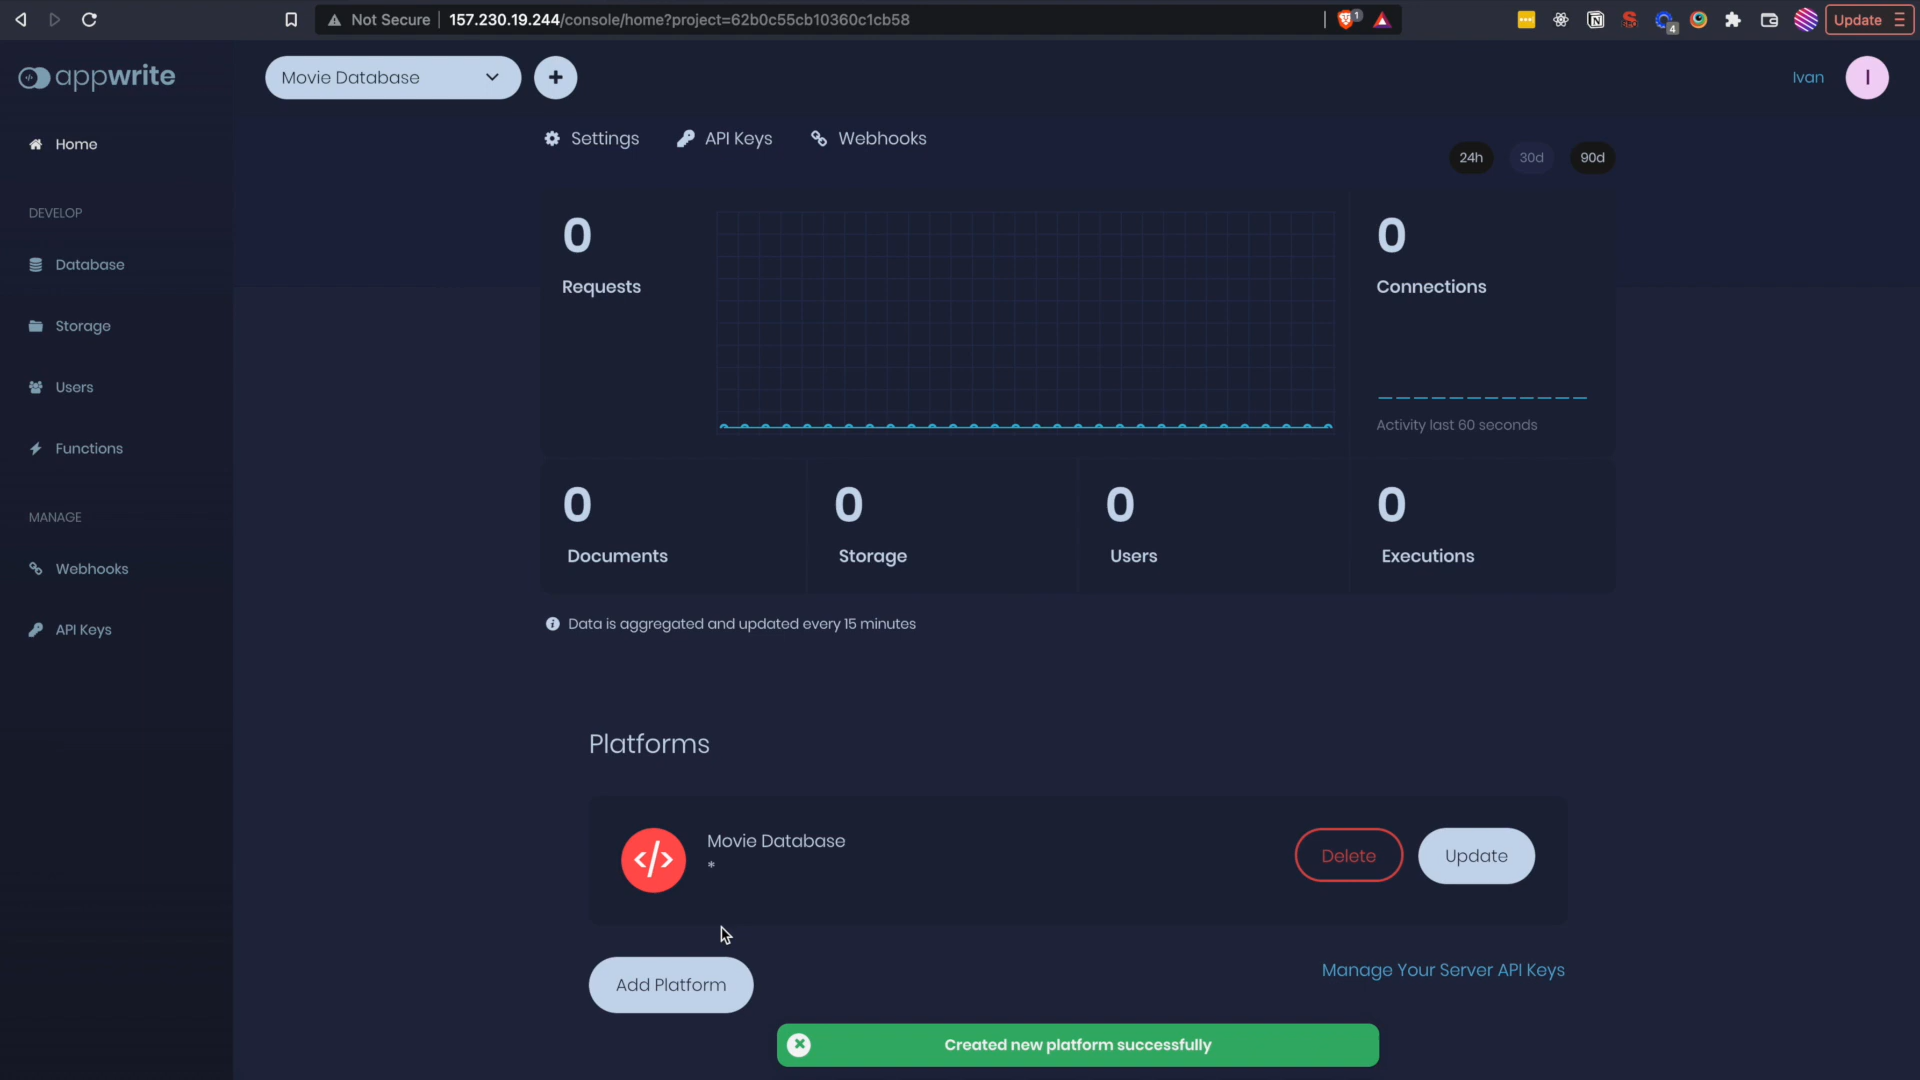 Not Secure
157.230.19.244/console/home?project=62b0c55cb10360c1cb58
1
4
Update
appwrite
Movie Database
+
Ivan
I
Home
Settings
API Keys
Webhooks
24h
30d
90d
DEVELOP
Database
Storage
Users
Functions
MANAGE
Webhooks
API Keys
0
Requests
0
Connections
Activity last 60 seconds
0
Documents
0
Storage
0
Users
0
Executions
Data is aggregated and updated every 15 minutes
Platforms
</>
Movie Database
*
Delete
Update
Add Platform
Manage Your Server API Keys
Created new platform successfully